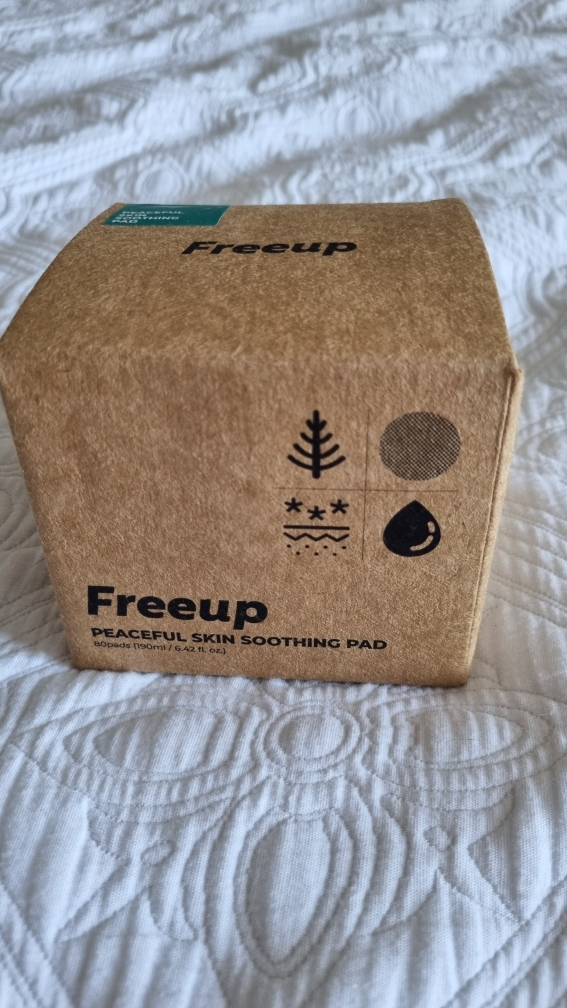 PEACEFUL
SKIN
SOOTHING
PAD
Freeup
Freeup
PEACEFUL SKIN SOOTHING PAD
80pads (190ml / 6.42 fl. oz.)